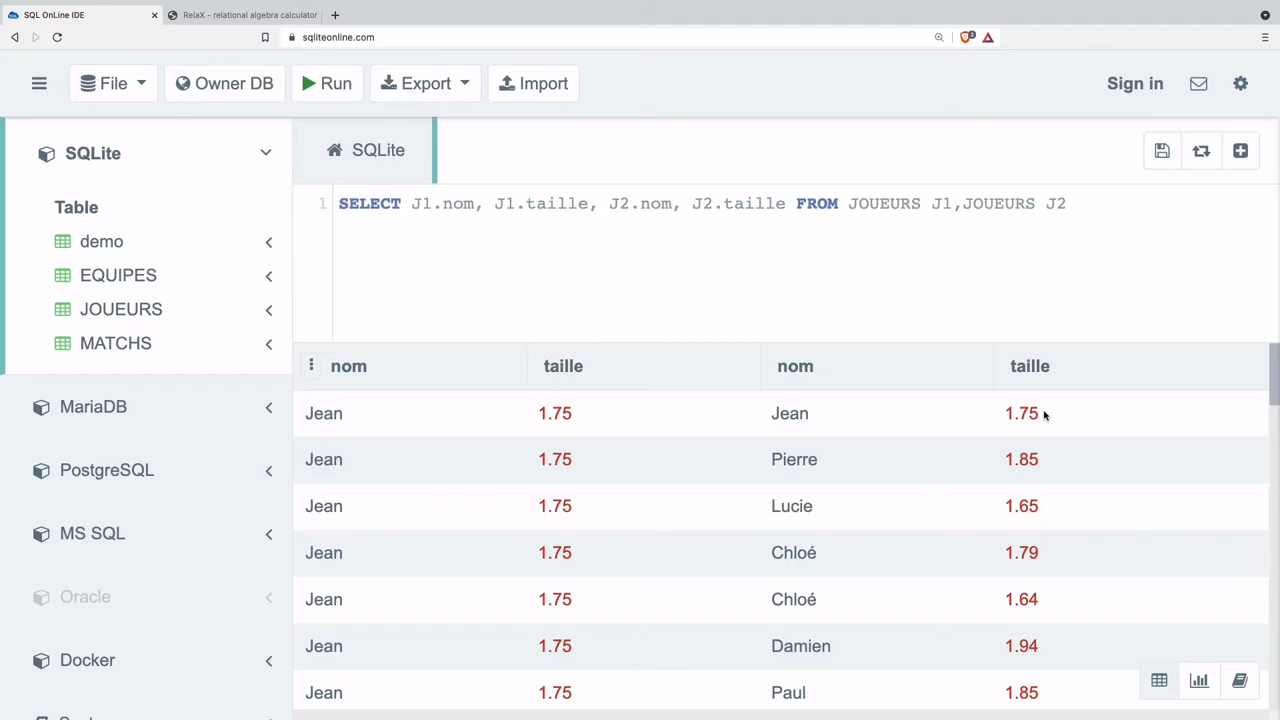 SQL OnLine IDE
RelaX - relational algebra calculator
sqliteonline.com
2
File
Owner DB
Run
Export
Import
Sign in
SQLite
SQLite
Table
demo
EQUIPES
JOUEURS
MATCHS
MariaDB
PostgreSQL
MS SQL
Oracle
Docker
1 SELECT J1.nom, J1.taille, J2.nom, J2.taille FROM JOUEURS J1,JOUEURS J2
nom taille nom taille
Jean 1.75 Jean 1.75
Jean 1.75 Pierre 1.85
Jean 1.75 Lucie 1.65
Jean 1.75 Chloé 1.79
Jean 1.75 Chloé 1.64
Jean 1.75 Damien 1.94
Jean 1.75 Paul 1.85